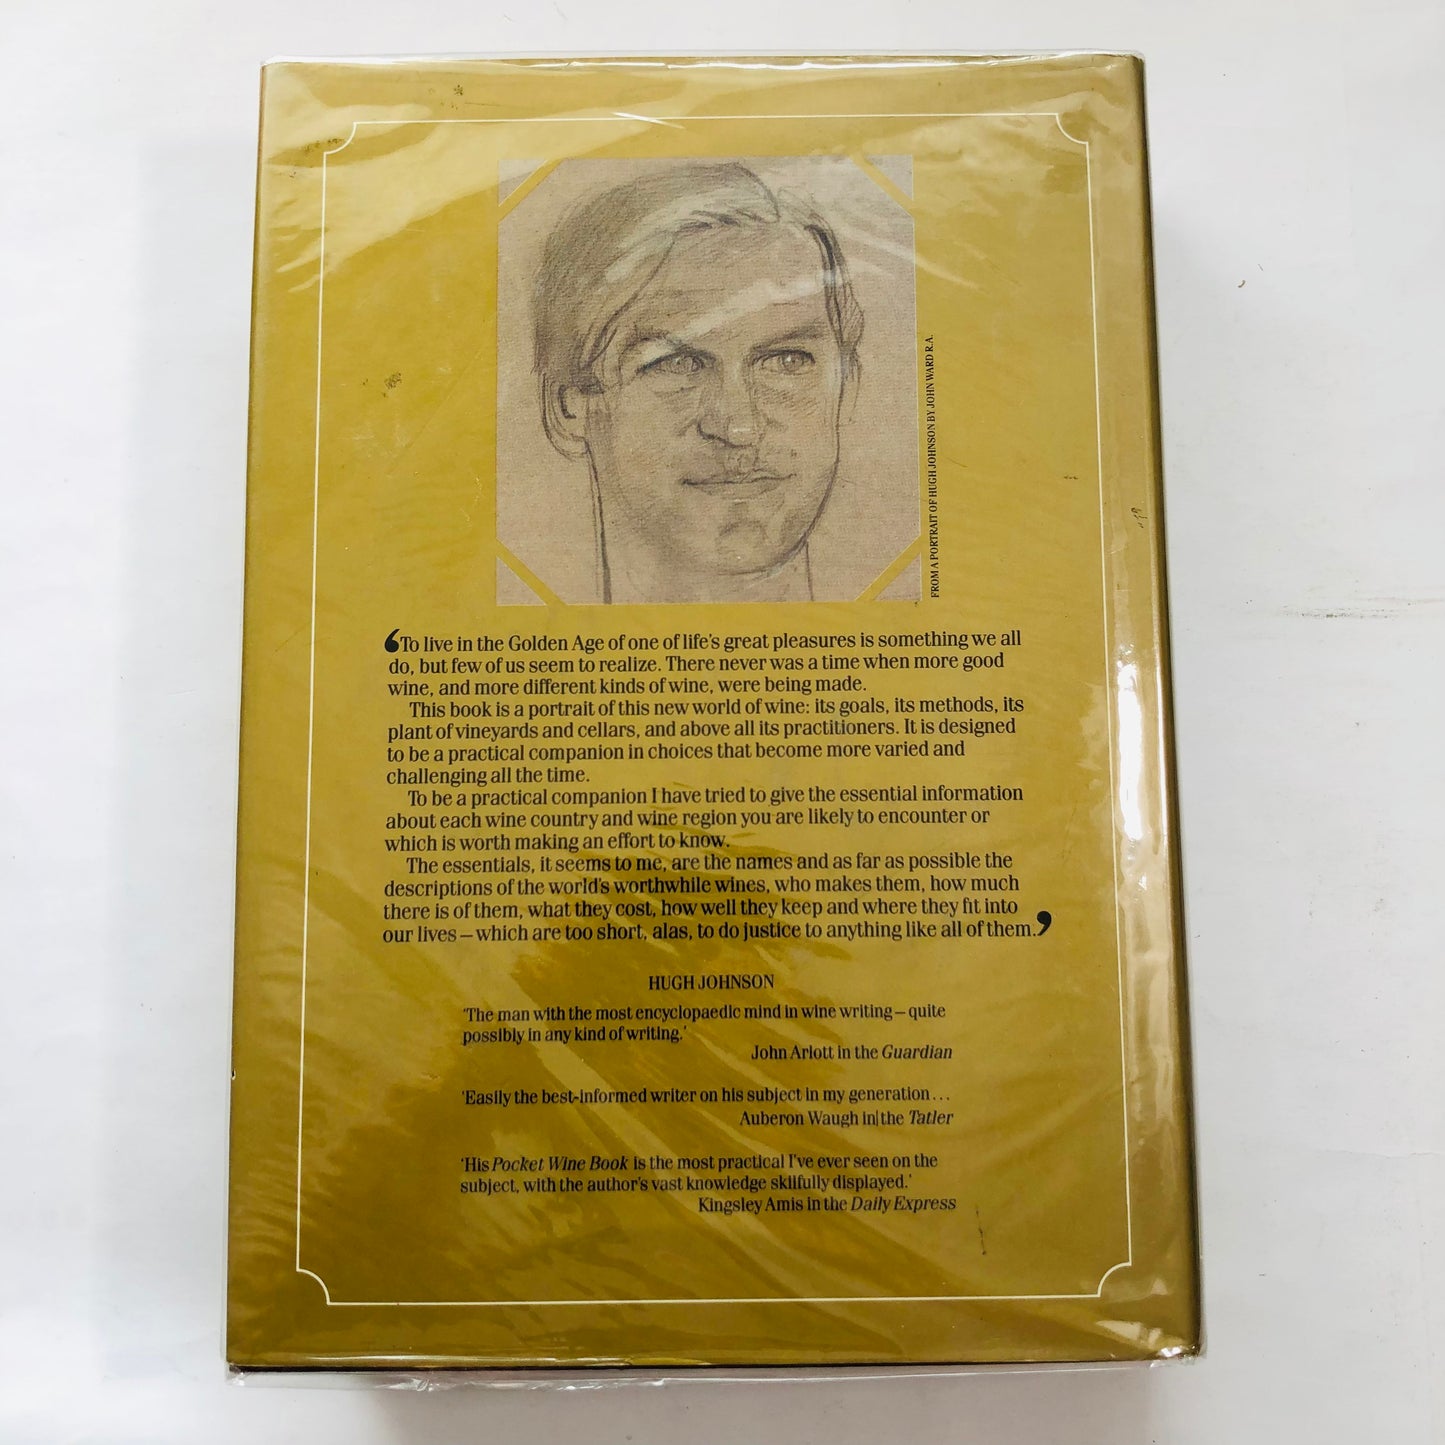 FROM A PORTRAIT OF HUGH JOHNSON BY JOHN WARD R.A.
‘To live in the Golden Age of one of life's great pleasures is something we all
do, but few of us seem to realize. There never was a time when more good
wine, and more different kinds of wine, were being made.
This book is a portrait of this new world of wine: its goals, its methods, its
plant of vineyards and cellars, and above all its practitioners. It is designed
to be a practical companion in choices that become more varied and
challenging all the time.
To be a practical companion I have tried to give the essential information
about each wine country and wine region you are likely to encounter or
which is worth making an effort to know.
The essentials, it seems to me, are the names and as far as possible the
descriptions of the world's worthwhile wines, who makes them, how much
there is of them, what they cost, how well they keep and where they fit into
our lives – which are too short, alas, to do justice to anything like all of them.’
HUGH JOHNSON
'The man with the most encyclopaedic mind in wine writing – quite
possibly in any kind of writing.'
John Arlott in the Guardian
'Easily the best-informed writer on his subject in my generation...
Auberon Waugh in the Tatler
'His Pocket Wine Book is the most practical I've ever seen on the
subject, with the author's vast knowledge skilfully displayed.'
Kingsley Amis in the Daily Express